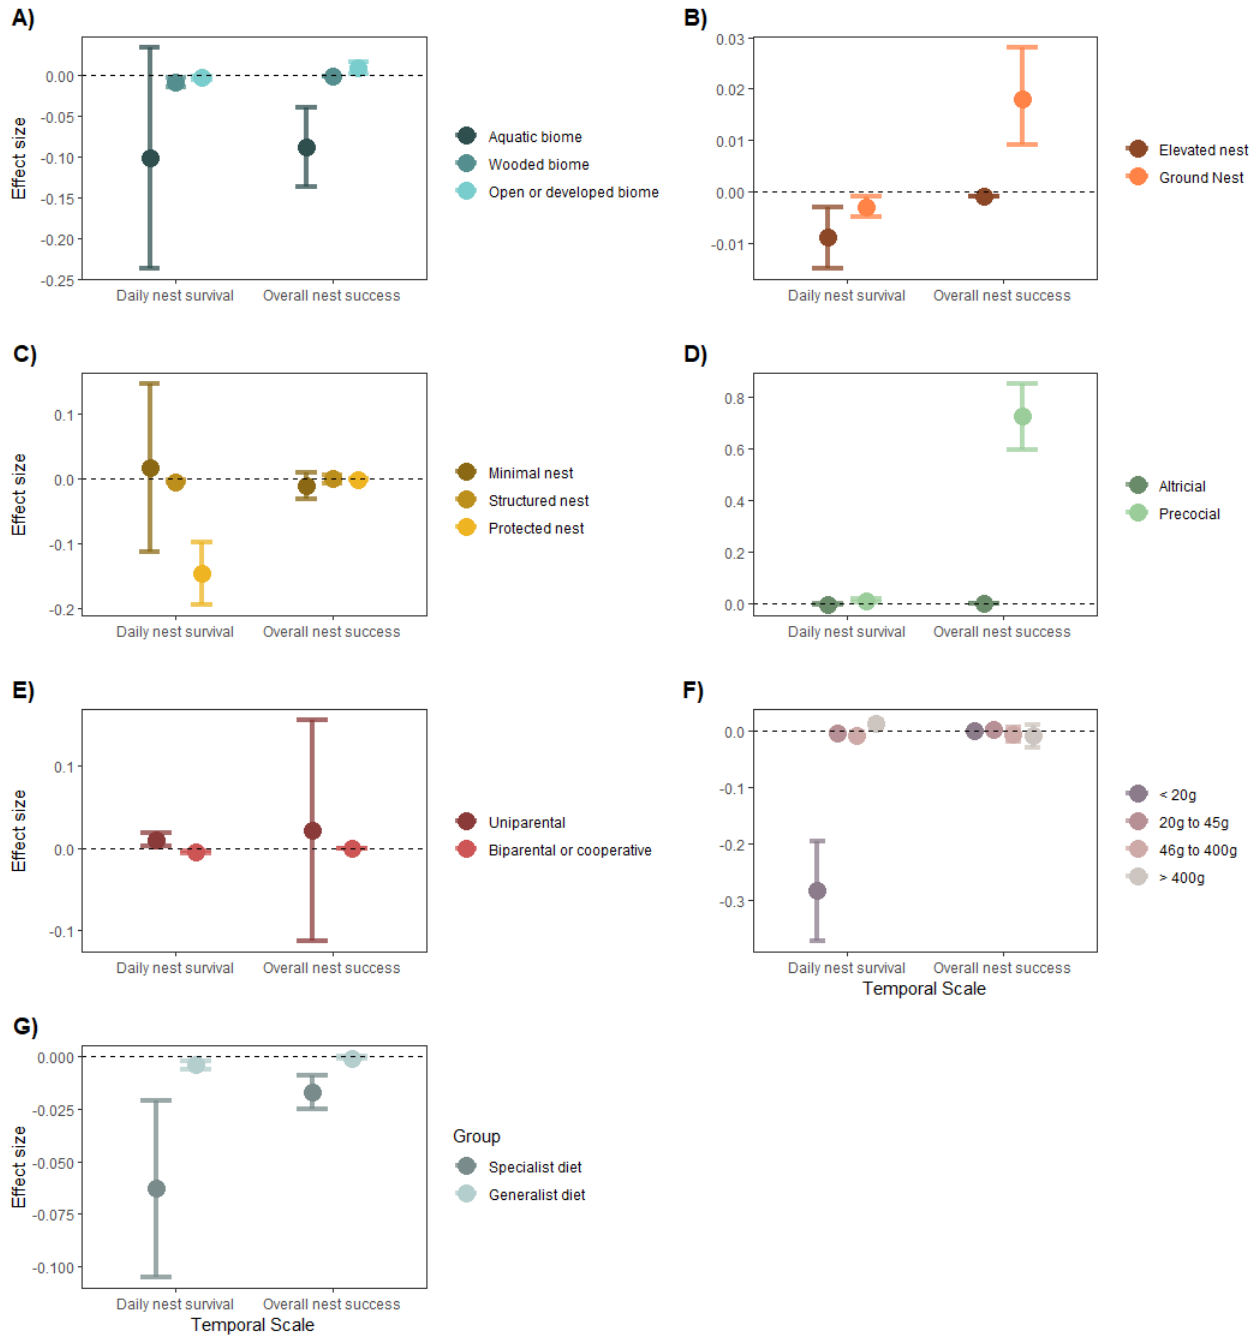 A)
Effect size
0.00
-0.05
-0.10
-0.15
-0.20
-0.25
Daily nest survival
Overall nest success
Aquatic biome
Wooded biome
Open or developed biome
B)
0.03
0.02
0.01
0.00
-0.01
Daily nest survival
Overall nest success
Elevated nest
Ground Nest
C)
Effect size
0.1
0.0
-0.1
-0.2
Daily nest survival
Overall nest success
Minimal nest
Structured nest
Protected nest
D)
0.8
0.6
0.4
0.2
0.0
Daily nest survival
Overall nest success
Altricial
Precocial
E)
Effect size
0.1
0.0
-0.1
Daily nest survival
Overall nest success
Uniparental
Biparental or cooperative
F)
0.0
-0.1
-0.2
-0.3
Daily nest survival
Overall nest success
Temporal Scale
< 20g
20g to 45g
46g to 400g
> 400g
G)
Effect size
0.000
-0.025
-0.050
-0.075
-0.100
Daily nest survival
Overall nest success
Temporal Scale
Group
Specialist diet
Generalist diet